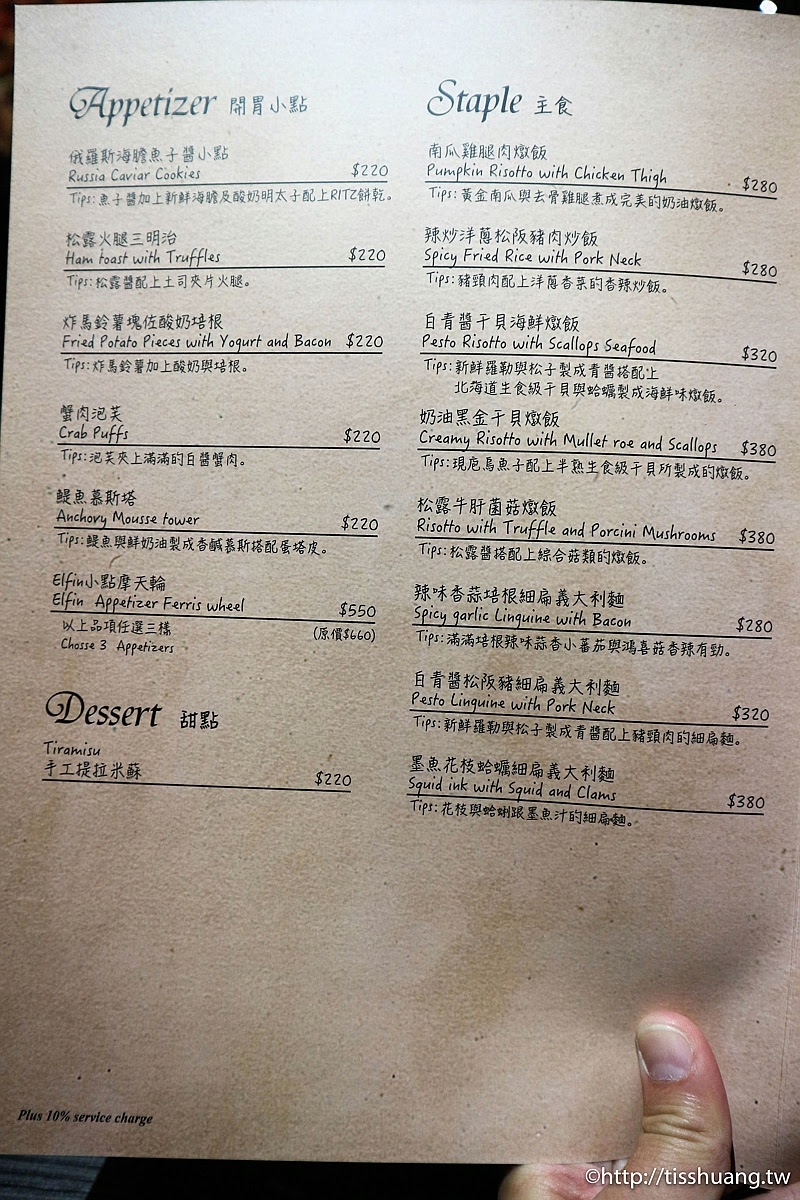 Appetizer 開胃小點
俄羅斯海膽魚子醬小點
Russia Caviar Cookies $220
Tips:魚子醬加上新鮮海膽及酸奶明太子配上RITZ餅乾。
松露火腿三明治
Ham toast with Truffles $220
Tips:松露醬配上土司夾片火腿。
炸馬鈴薯塊佐酸奶培根
Fried Potato Pieces with Yogurt and Bacon $220
Tips:炸馬鈴薯加上酸奶與培根。
蟹肉泡芙
Crab Puffs $220
Tips:泡芙夾上滿滿的白醬蟹肉。
鯷魚慕斯塔
Anchovy Mousse tower $220
Tips:鯷魚與鮮奶油製成香鹹慕斯搭配蛋塔皮。
Elfin小點摩天輪
Elfin Appetizer Ferris wheel $550
以上品項任選三樣 (原價$660)
Chosse 3 Appetizers
Dessert 甜點
Tiramisu
手工提拉米蘇 $220
Staple 主食
南瓜雞腿肉燉飯
Pumpkin Risotto with Chicken Thigh $280
Tips:黃金南瓜與去骨雞腿煮成完美的奶油燉飯。
辣炒洋蔥松阪豬肉炒飯
Spicy Fried Rice with Pork Neck $280
Tips:豬頸肉配上洋蔥香菜的香辣炒飯。
白青醬干貝海鮮燉飯
Pesto Risotto with Scallops Seafood $320
Tips:新鮮羅勒與松子製成青醬搭配上
北海道生食級干貝與蛤蠣製成海鮮味燉飯。
奶油黑金干貝燉飯
Creamy Risotto with Mullet roe and Scallops $380
Tips:現庖烏魚子配上半熟生食級干貝所製成的燉飯。
松露牛肝菌菇燉飯
Risotto with Truffle and Porcini Mushrooms $380
Tips:松露醬搭配上綜合菇類的燉飯。
辣味香蒜培根細扁義大利麵
Spicy garlic Linguine with Bacon $280
Tips:滿滿培根辣味蒜香小蕃茄與鴻喜菇香辣有勁。
白青醬松阪豬細扁義大利麵
Pesto Linguine with Pork Neck $320
Tips:新鮮羅勒與松子製成青醬配上豬頸肉的細扁麵。
墨魚花枝蛤蠣細扁義大利麵
Squid ink with Squid and Clams $380
Tips:花枝與蛤蜊跟墨魚汁的細扁麵。
Plus 10% service charge
©http://tisshuang.tw